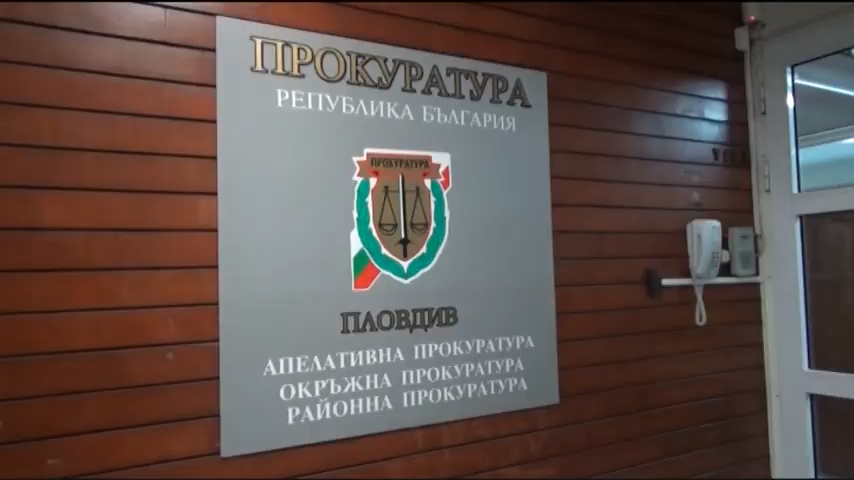 ПРОКУРАТУРА
РЕПУБЛИКА БЪЛГАРИЯ
ПРОКУРАТУРА
ПЛОВДИВ
АПЕЛАТИВНА ПРОКУРАТУРА
ОКРЪЖНА ПРОКУРАТУРА
РАЙОННА ПРОКУРАТУРА